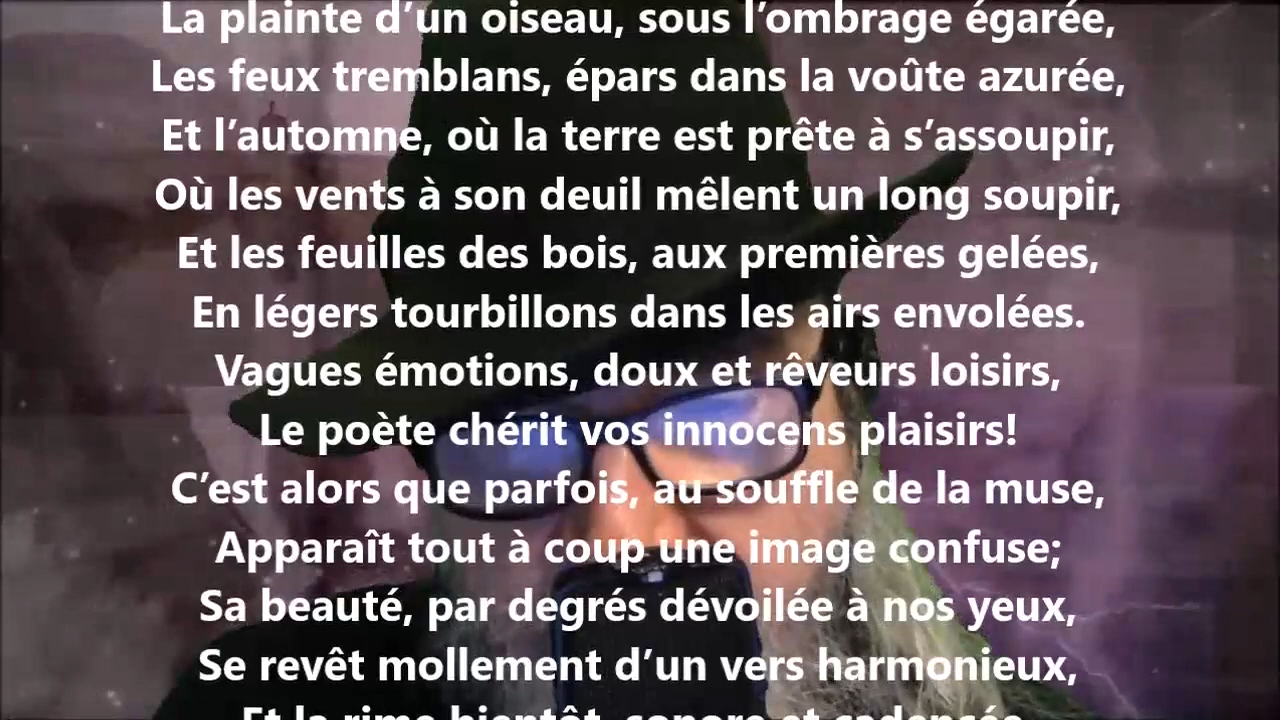 La plainte d’un oiseau, sous l’ombrage égarée,
Les feux tremblans, épars dans la voûte azurée,
Et l’automne, où la terre est prête à s’assoupir,
Où les vents à son deuil mêlent un long soupir,
Et les feuilles des bois, aux premières gelées,
En légers tourbillons dans les airs envolées.
Vagues émotions, doux et rêveurs loisirs,
Le poète chérit vos innocens plaisirs!
C’est alors que parfois, au souffle de la muse,
Apparaît tout à coup une image confuse;
Sa beauté, par degrés dévoilée à nos yeux,
Se revêt mollement d’un vers harmonieux,
Et la rime bientôt, sonore et cadencée